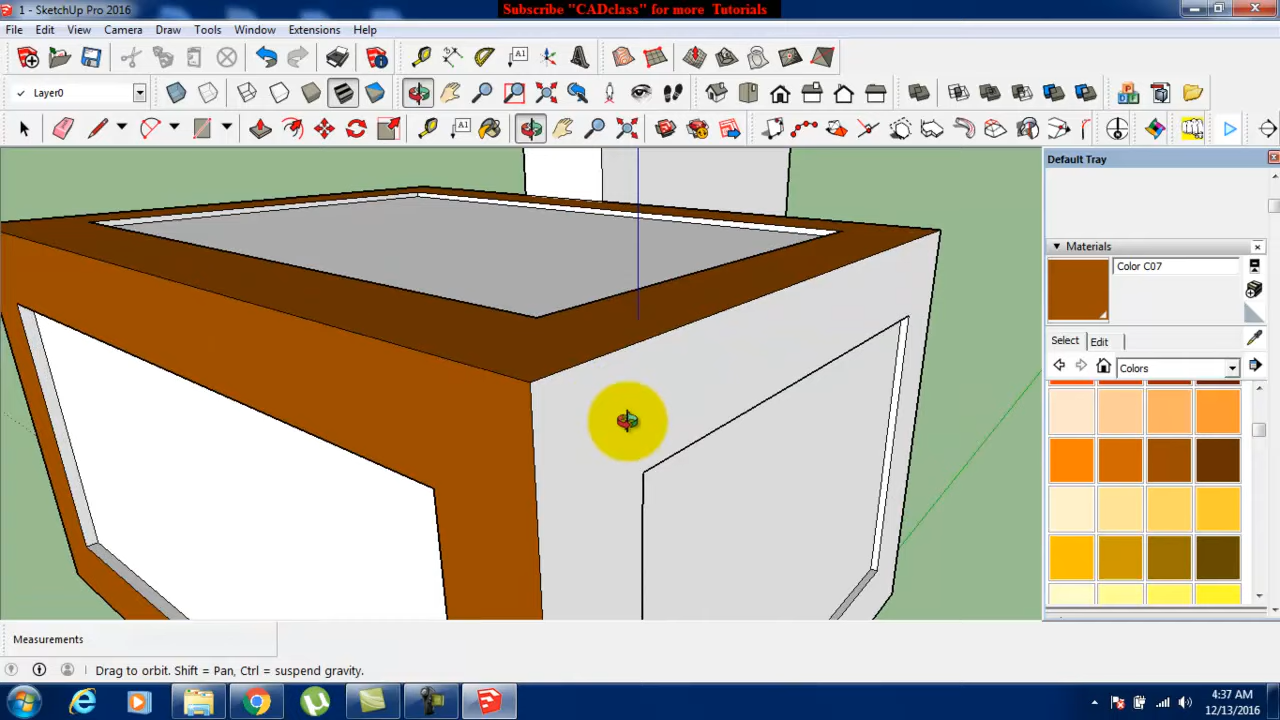 1 - SketchUp Pro 2016
Subscribe "CADclass" for more Tutorials
File Edit View Camera Draw Tools Window Extensions Help
A1
✓ Layer0
A1
Default Tray
Materials
Color C07
Select Edit
Colors
Measurements
Drag to orbit. Shift = Pan, Ctrl = suspend gravity.
4:37 AM
12/13/2016